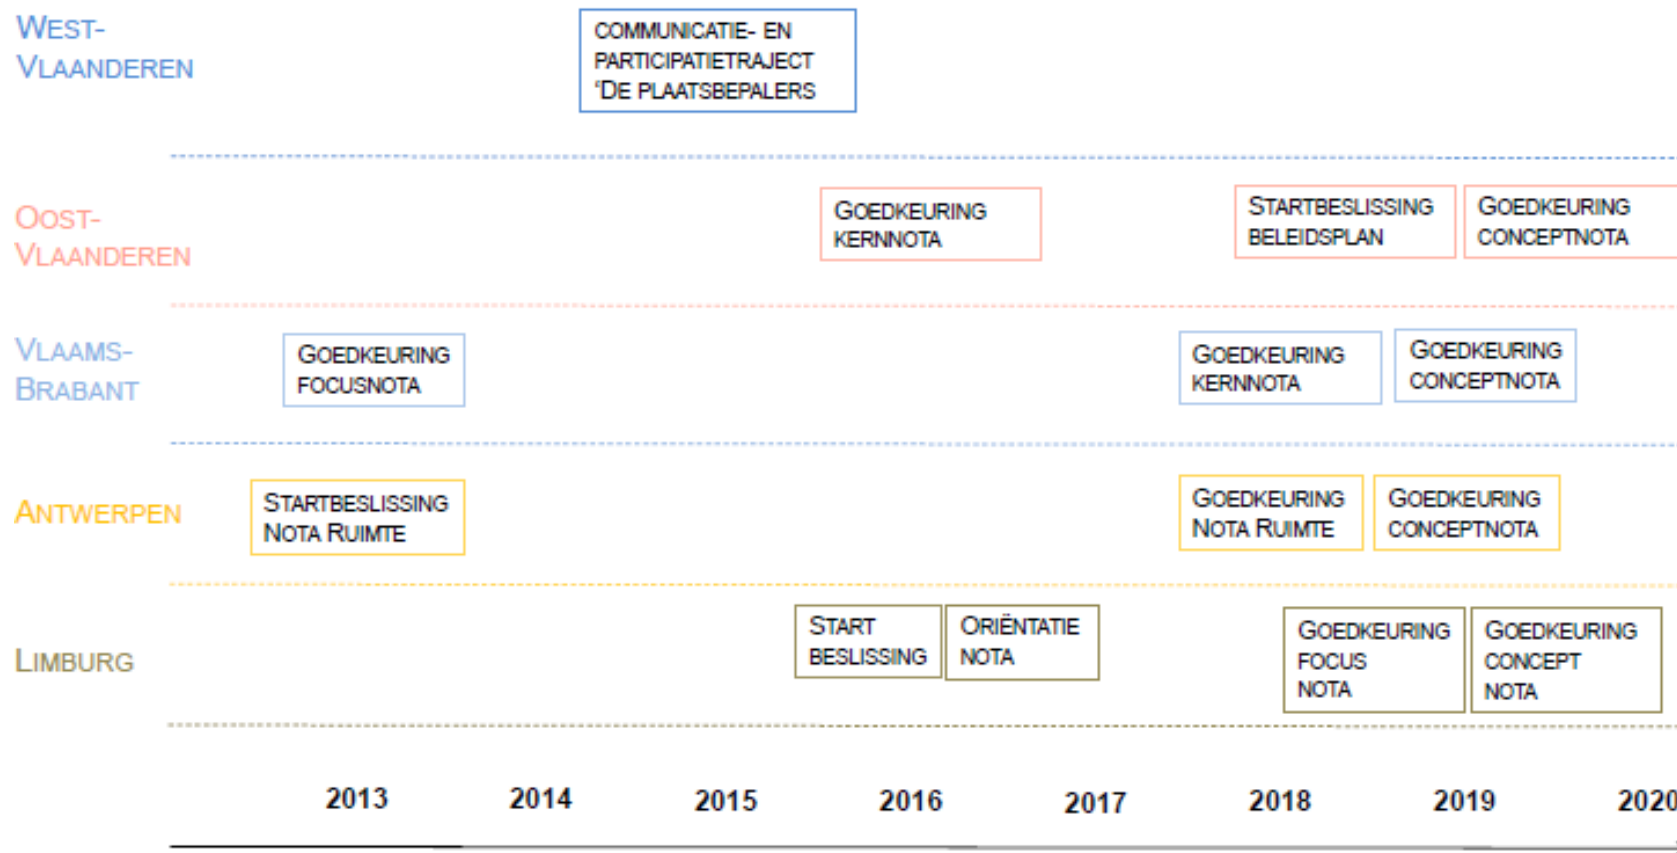 WEST-
VLAANDEREN
COMMUNICATIE- EN
PARTICIPATIETRAJECT
‘DE PLAATSBEPALERS
OOST-
VLAANDEREN
GOEDKEURING
KERNNOTA
STARTBESLISSING
BELEIDSPLAN
GOEDKEURING
CONCEPTNOTA
VLAAMS-
BRABANT
GOEDKEURING
FOCUSNOTA
GOEDKEURING
KERNNOTA
GOEDKEURING
CONCEPTNOTA
ANTWERPEN
STARTBESLISSING
NOTA RUIMTE
GOEDKEURING
NOTA RUIMTE
GOEDKEURING
CONCEPTNOTA
LIMBURG
START
BESLISSING
ORIËNTATIE
NOTA
GOEDKEURING
FOCUS
NOTA
GOEDKEURING
CONCEPT
NOTA
2013 2014 2015 2016 2017 2018 2019 2020